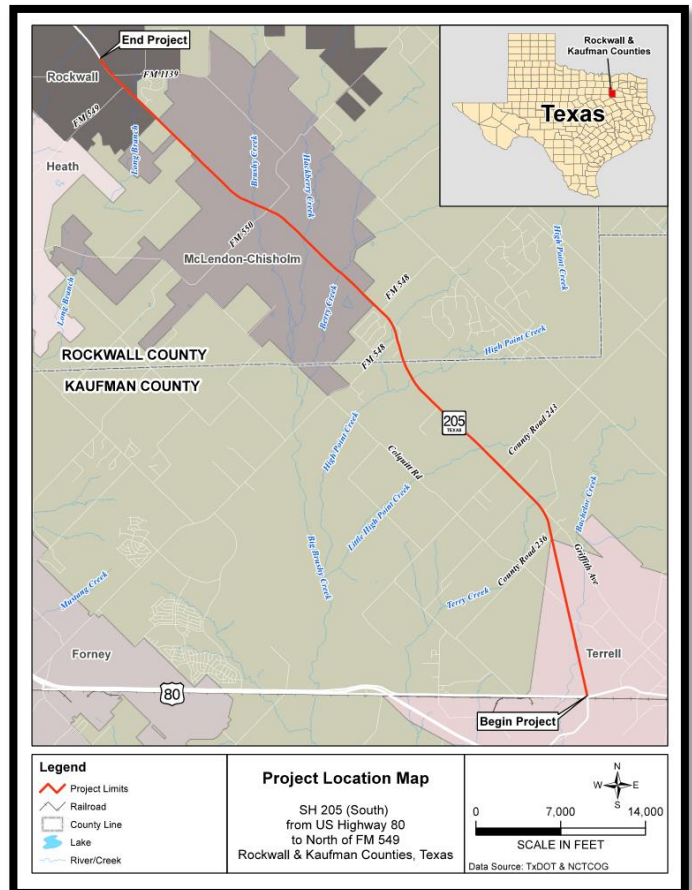 End Project
Rockwall
FM 1139
FM 549
Long Branch
Heath
Brushy Creek
Hackberry Creek
FM 550
McLendon-Chisholm
Long Branch
Berry Creek
FM 548
High Point Creek
FM 548
High Point Creek
ROCKWALL COUNTY
KAUFMAN COUNTY
205
TEXAS
County Road 243
High Point Creek
Colquitt Rd
Little High Point Creek
Bachelor Creek
Big Brushy Creek
County Road 236
Griffith Ave
Terry Creek
Mustang Creek
Forney
Terrell
80
Begin Project
Rockwall &
Kaufman Counties
Texas
Legend
Project Limits
Railroad
County Line
Lake
River/Creek
Project Location Map
SH 205 (South)
from US Highway 80
to North of FM 549
Rockwall & Kaufman Counties, Texas
N
W E
S
0 7,000 14,000
SCALE IN FEET
Data Source: TxDOT & NCTCOG